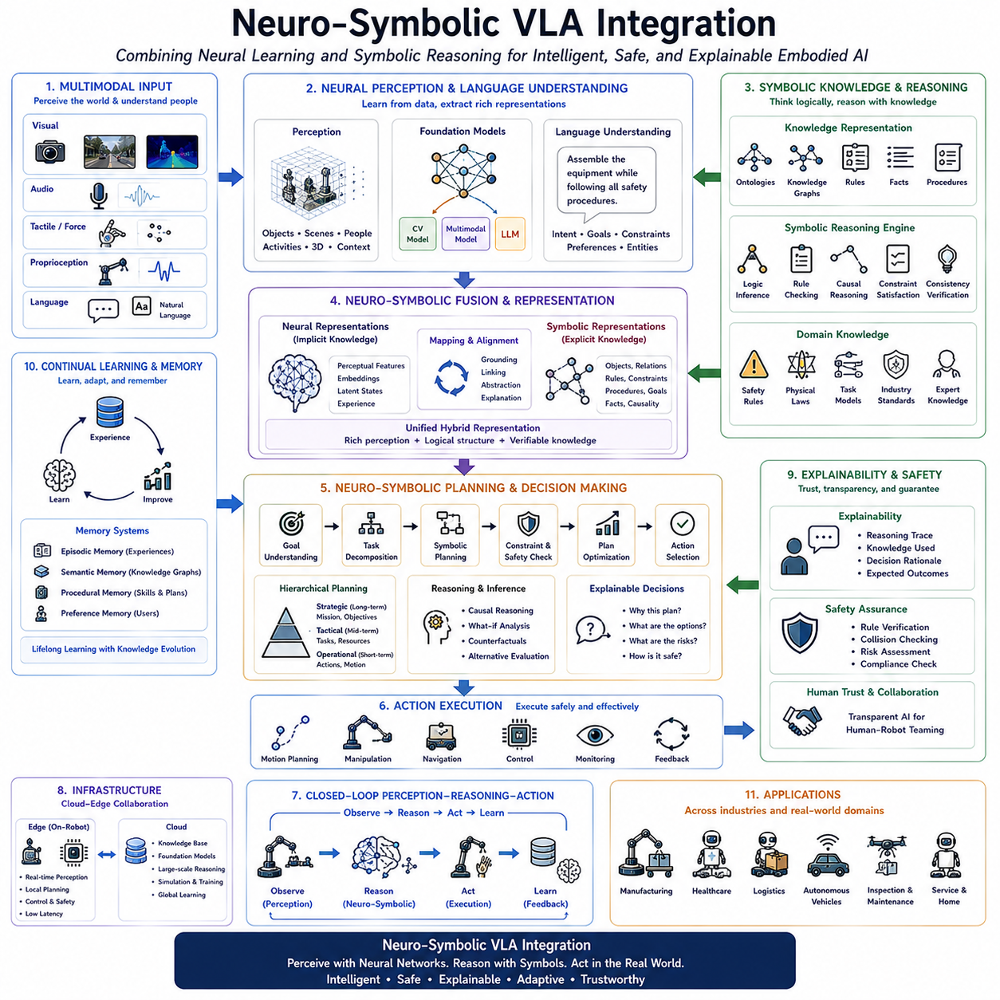 Neuro-Symbolic VLA Integration
Combining Neural Learning and Symbolic Reasoning for Intelligent, Safe, and Explainable Embodied AI
1. MULTIMODAL INPUT
Perceive the world & understand people
Visual
Audio
Tactile / Force
Proprioception
Language
Aa
Natural
Language
2. NEURAL PERCEPTION & LANGUAGE UNDERSTANDING
Learn from data, extract rich representations
Perception
Objects • Scenes • People
Activities • 3D • Context
Foundation Models
CV
Model
Multimodal
Model
LLM
Language Understanding
Assemble the
equipment while
following all safety
procedures.
Intent • Goals • Constraints
Preferences • Entities
3. SYMBOLIC KNOWLEDGE & REASONING
Think logically, reason with knowledge
Knowledge Representation
Ontologies
Knowledge
Graphs
Rules
Facts
Procedures
Symbolic Reasoning Engine
Logic
Inference
Rule
Checking
Causal
Reasoning
Constraint
Satisfaction
Consistency
Verification
Domain Knowledge
Safety
Rules
Physical
Laws
Task
Models
Industry
Standards
Expert
Knowledge
4. NEURO-SYMBOLIC FUSION & REPRESENTATION
Neural Representations
(Implicit Knowledge)
Perceptual Features
Embeddings
Latent States
Experience
Mapping & Alignment
Grounding
Linking
Abstraction
Explanation
Symbolic Representations
(Explicit Knowledge)
Objects, Relations
Rules, Constraints
Procedures, Goals
Facts, Causality
Unified Hybrid Representation
Rich perception + Logical structure + Verifiable knowledge
10. CONTINUAL LEARNING & MEMORY
Learn, adapt, and remember
Experience
Learn
Improve
Memory Systems
Episodic Memory (Experiences)
Semantic Memory (Knowledge Graphs)
Procedural Memory (Skills & Plans)
Preference Memory (Users)
Lifelong Learning with Knowledge Evolution
5. NEURO-SYMBOLIC PLANNING & DECISION MAKING
Goal
Understanding
Task
Decomposition
Symbolic
Planning
Constraint &
Safety Check
Plan
Optimization
Action
Selection
Hierarchical Planning
Strategic (Long-term)
Mission, Objectives
Tactical (Mid-term)
Tasks, Resources
Operational (Short-term)
Actions, Motion
Reasoning & Inference
• Causal Reasoning
• What-if Analysis
• Counterfactuals
• Alternative Evaluation
Explainable Decisions
• Why this plan?
• What are the options?
• What are the risks?
• How is it safe?
9. EXPLAINABILITY & SAFETY
Trust, transparency, and guarantee
Explainability
• Reasoning Trace
• Knowledge Used
• Decision Rationale
• Expected Outcomes
Safety Assurance
• Rule Verification
• Collision Checking
• Risk Assessment
• Compliance Check
Human Trust & Collaboration
Transparent AI for
Human-Robot Teaming
6. ACTION EXECUTION Execute safely and effectively
Motion Planning
Manipulation
Navigation
Control
Monitoring
Feedback
8. INFRASTRUCTURE
Cloud-Edge Collaboration
Edge (On-Robot)
• Real-time Perception
• Local Planning
• Control & Safety
• Low Latency
Cloud
• Knowledge Base
• Foundation Models
• Large-scale Reasoning
• Simulation & Training
• Global Learning
7. CLOSED-LOOP PERCEPTION-REASONING-ACTION
Observe → Reason → Act → Learn
Observe
(Perception)
Reason
(Neuro-Symbolic)
Act
(Execution)
Learn
(Feedback)
11. APPLICATIONS
Across industries and real-world domains
Manufacturing
Healthcare
Logistics
Autonomous
Vehicles
Inspection &
Maintenance
Service &
Home
Neuro-Symbolic VLA Integration
Perceive with Neural Networks. Reason with Symbols. Act in the Real World.
Intelligent • Safe • Explainable • Adaptive • Trustworthy